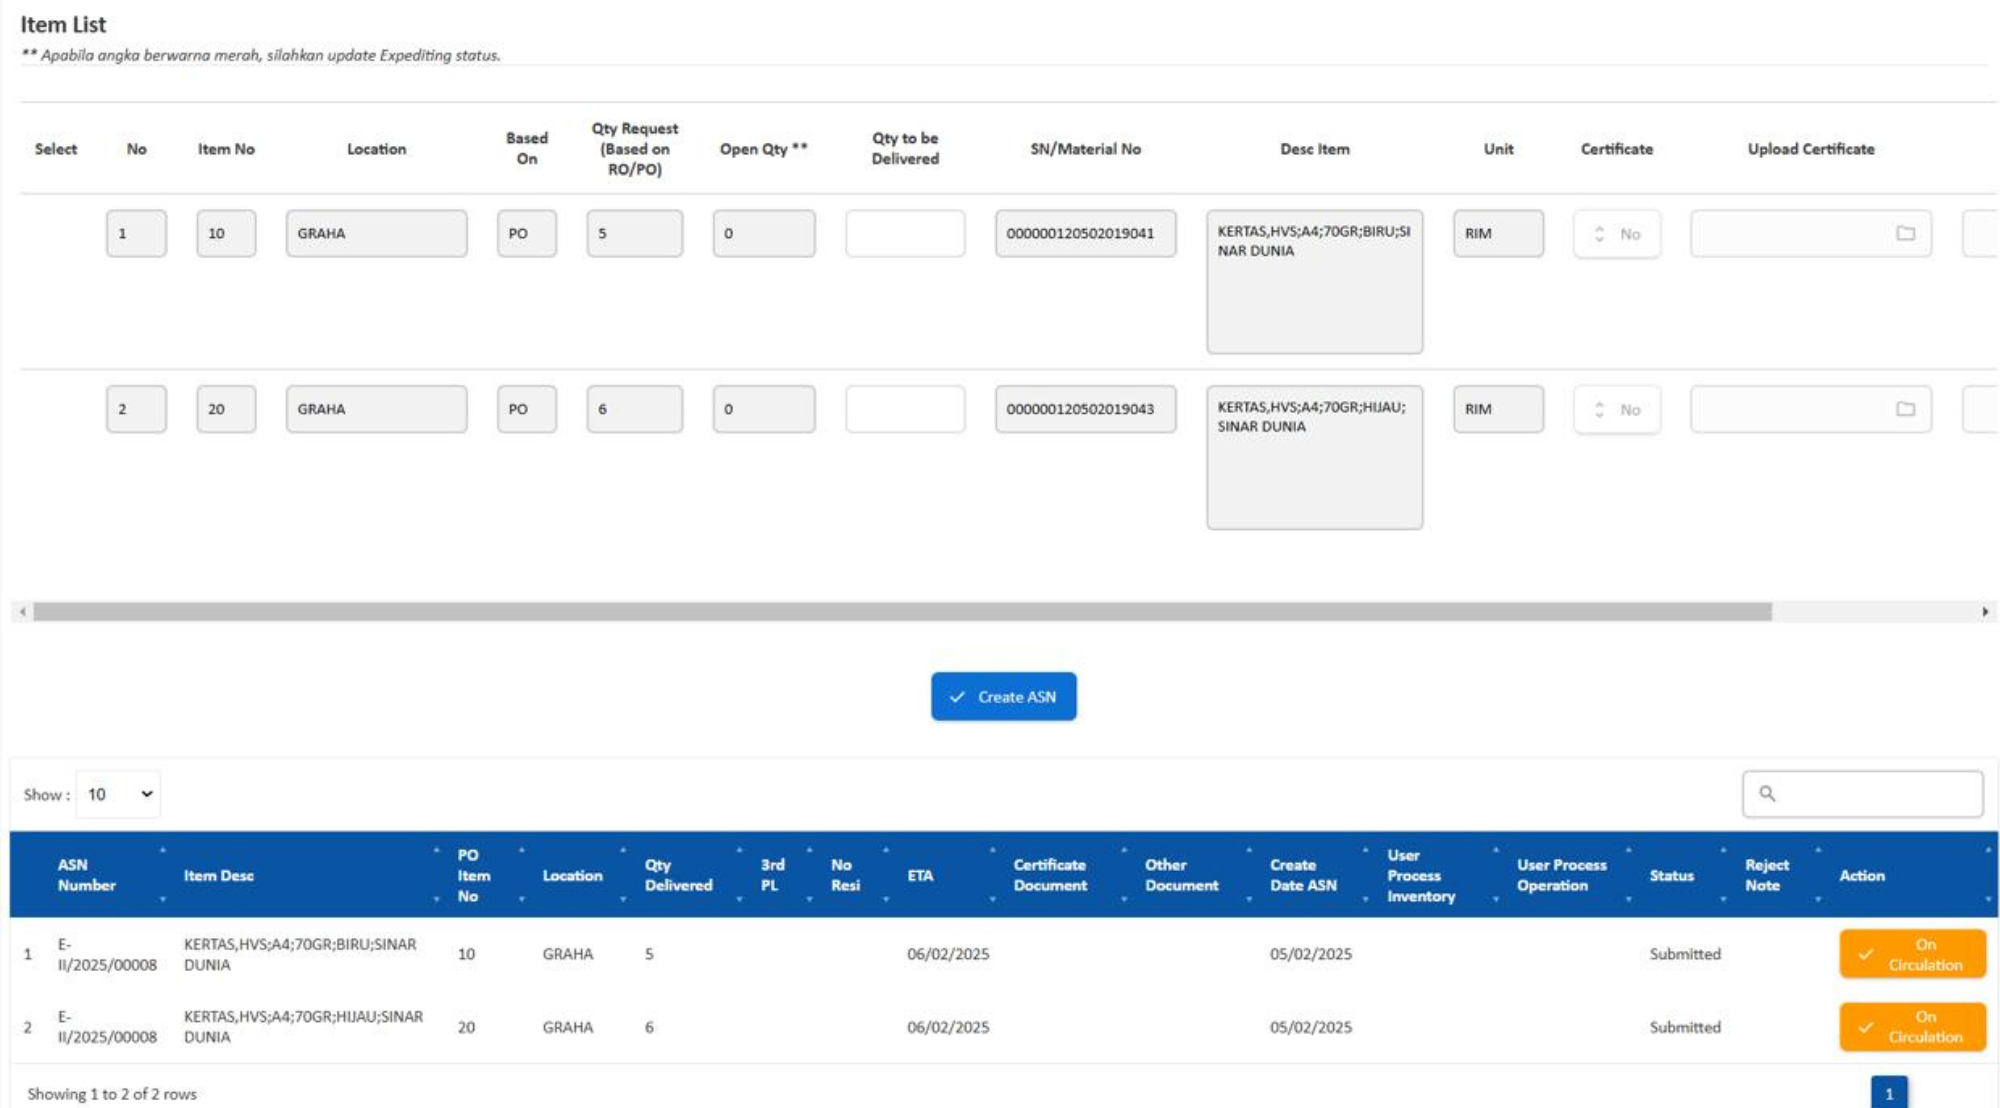 Item List
** Apabila angka berwarna merah, silahkan update Expediting status.
Select No Item No Location Based On Qty Request (Based on RO/PO) Open Qty ** Qty to be Delivered SN/Material No Desc Item Unit Certificate Upload Certificate
1 10 GRAHA PO 5 0 000000120502019041 KERTAS,HVS;A4;70GR;BIRU;SI RIM No
NAR DUNIA
2 20 GRAHA PO 6 0 000000120502019043 KERTAS,HVS;A4;70GR;HIJAU; RIM No
SINAR DUNIA
Create ASN
Show : 10
ASN Number Item Desc PO Item No Location Qty Delivered 3rd PL No Resi ETA Certificate Document Other Document Create Date ASN User Process Inventory User Process Operation Status Reject Note Action
1 E- KERTAS,HVS;A4;70GR;BIRU;SINAR 10 GRAHA 5 06/02/2025 05/02/2025 Submitted On
II/2025/00008 DUNIA Circulation
2 E- KERTAS,HVS;A4;70GR;HIJAU;SINAR 20 GRAHA 6 06/02/2025 05/02/2025 Submitted On
II/2025/00008 DUNIA Circulation
Showing 1 to 2 of 2 rows 1